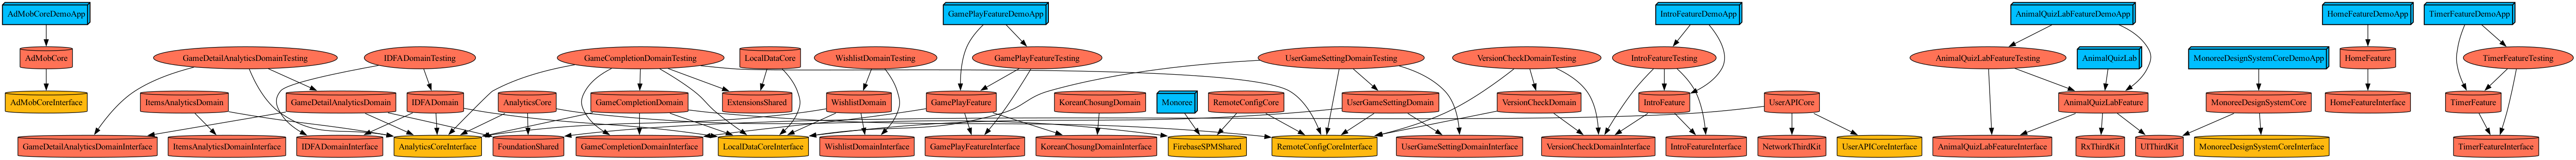 AdMobCoreDemoApp
GamePlayFeatureDemoApp
IntroFeatureDemoApp
AnimalQuizLabFeatureDemoApp
HomeFeatureDemoApp
TimerFeatureDemoApp
AdMobCore
GameDetailAnalyticsDomainTesting
IDFADomainTesting
GameCompletionDomainTesting
LocalDataCore
WishlistDomainTesting
GamePlayFeatureTesting
UserGameSettingDomainTesting
VersionCheckDomainTesting
IntroFeatureTesting
AnimalQuizLabFeatureTesting
AnimalQuizLab
MonoreeDesignSystemCoreDemoApp
HomeFeature
TimerFeatureTesting
AdMobCoreInterface
ItemsAnalyticsDomain
GameDetailAnalyticsDomain
IDFADomain
AnalyticsCore
GameCompletionDomain
ExtensionsShared
WishlistDomain
GamePlayFeature
KoreanChosungDomain
Monoree
RemoteConfigCore
UserGameSettingDomain
VersionCheckDomain
IntroFeature
UserAPICore
AnimalQuizLabFeature
MonoreeDesignSystemCore
HomeFeatureInterface
TimerFeature
GameDetailAnalyticsDomainInterface
ItemsAnalyticsDomainInterface
IDFADomainInterface
AnalyticsCoreInterface
FoundationShared
GameCompletionDomainInterface
LocalDataCoreInterface
WishlistDomainInterface
GamePlayFeatureInterface
KoreanChosungDomainInterface
FirebaseSPMShared
RemoteConfigCoreInterface
UserGameSettingDomainInterface
VersionCheckDomainInterface
IntroFeatureInterface
NetworkThirdKit
UserAPICoreInterface
AnimalQuizLabFeatureInterface
RxThirdKit
UIThirdKit
MonoreeDesignSystemCoreInterface
TimerFeatureInterface